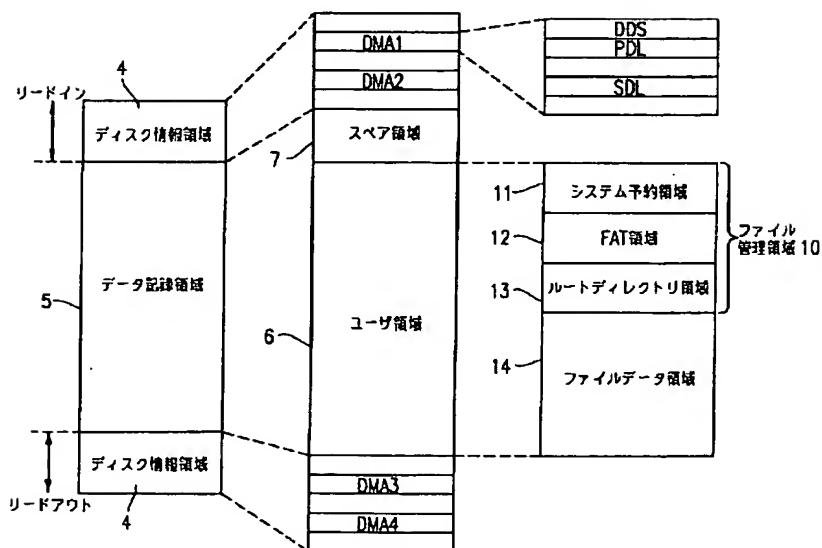 リードイン
4
ディスク情報領域
5
データ記録領域
ディスク情報領域
4
リードアウト
DMA1
DMA2
7
スペア領域
6
ユーザ領域
DMA3
DMA4
DDS
PDL
SDL
11
システム予約領域
12
FAT領域
13
ルートディレクトリ領域
ファイル
管理領域 10
14
ファイルデータ領域